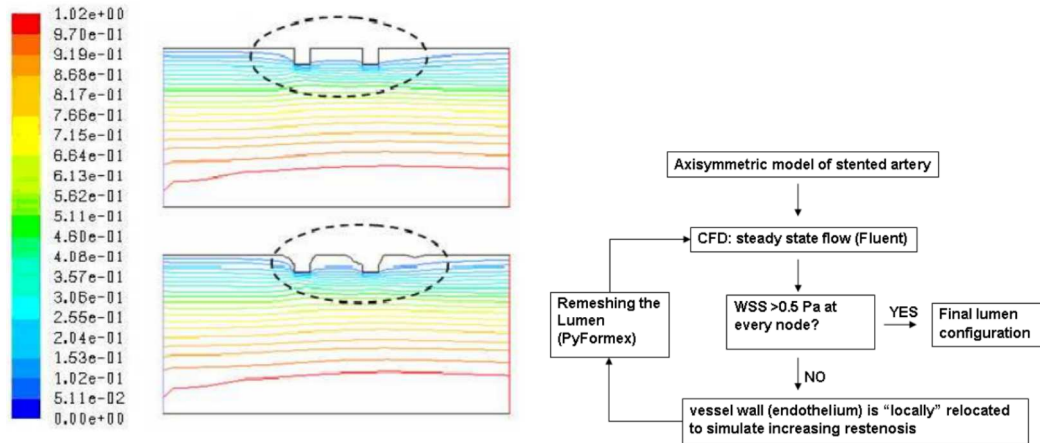 1.02e+00
9.70e-01
9.19e-01
8.68e-01
8.17e-01
7.66e-01
7.15e-01
6.64e-01
6.13e-01
5.62e-01
5.11e-01
4.60e-01
4.08e-01
3.57e-01
3.06e-01
2.55e-01
2.04e-01
1.53e-01
1.02e-01
5.11e-02
0.00e+00
Axisymmetric model of stented artery
CFD: steady state flow (Fluent)
Remeshing the
Lumen
(PyFormex)
WSS >0.5 Pa at
every node?
YES
Final lumen
configuration
NO
vessel wall (endothelium) is “locally” relocated
to simulate increasing restenosis